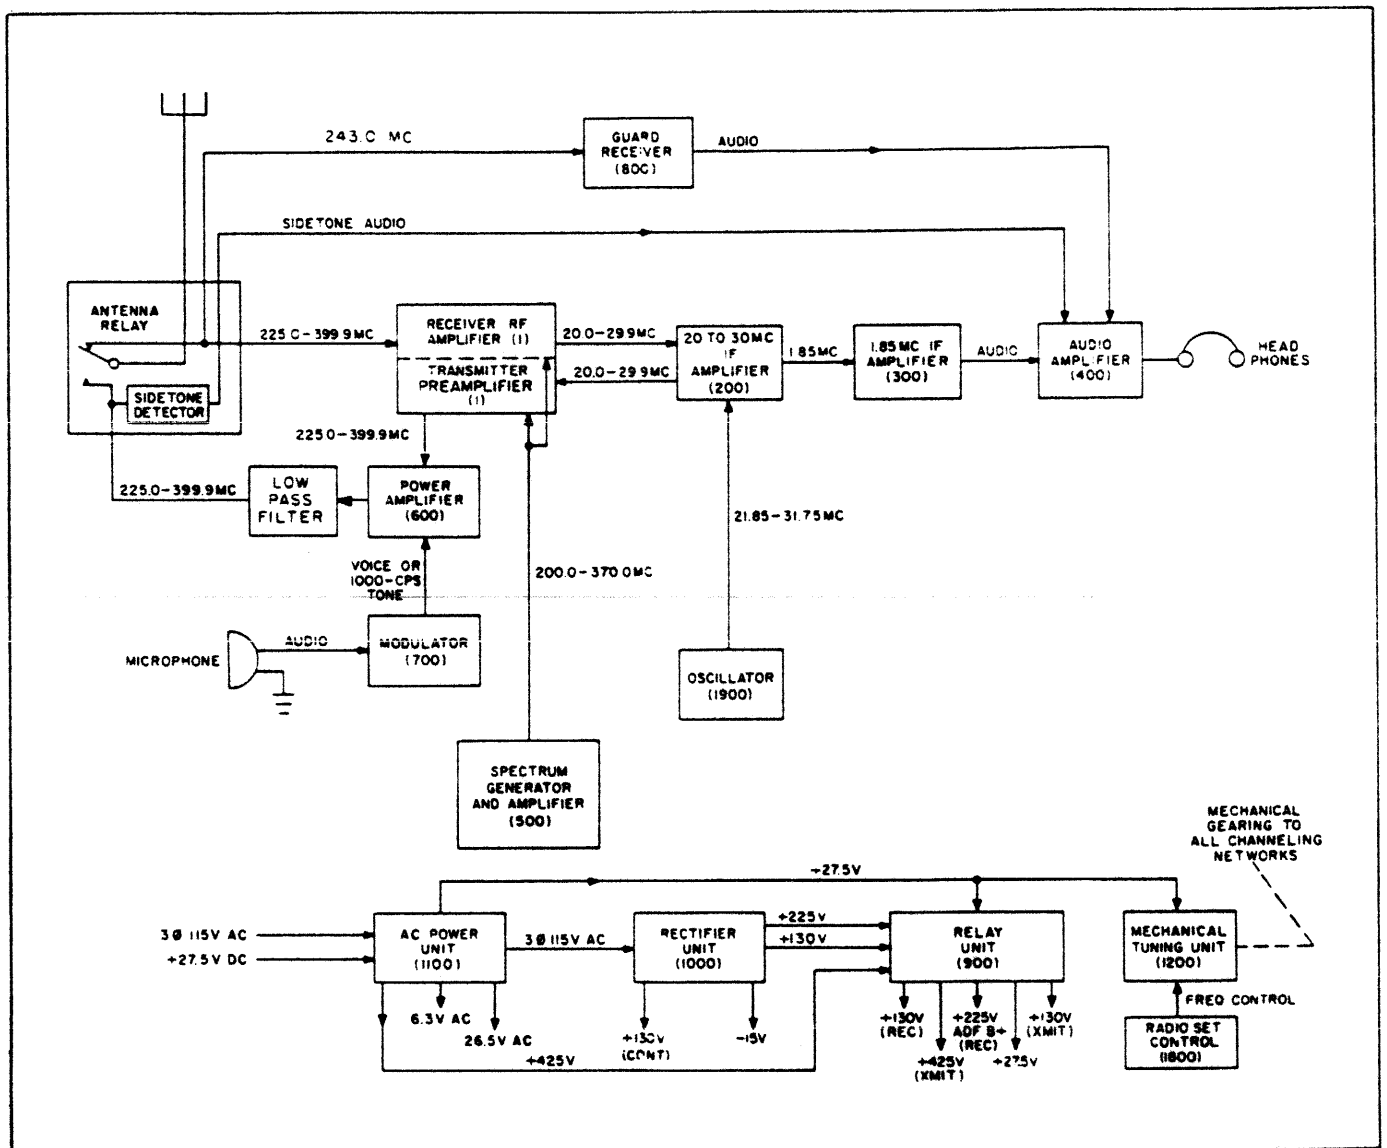 243.0 MC
GUARD
RECEIVER
(800)
AUDIO
SIDETONE AUDIO
ANTENNA
RELAY
225.0-399.9MC
RECEIVER RF
AMPLIFIER (1)
TRANSMITTER
PREAMPLIFIER
(1)
20.0-29.9MC
20.0-29.9MC
20 TO 30MC
IF
AMPLIFIER
(200)
1.85MC
1.85 MC IF
AMPLIFIER
(300)
AUDIO
AUDIO
AMPLIFIER
(400)
HEAD
PHONES
SIDETONE
DETECTOR
225.0-399.9MC
225.0-399.9MC
LOW
PASS
FILTER
POWER
AMPLIFIER
(600)
21.85-31.75MC
VOICE OR
1000-CPS
TONE
200.0-370.0MC
MICROPHONE
AUDIO
MODULATOR
(700)
OSCILLATOR
(1900)
SPECTRUM
GENERATOR
AND AMPLIFIER
(500)
MECHANICAL
GEARING TO
ALL CHANNELING
NETWORKS
+27.5V
3Ø 115V AC
+27.5V DC
AC POWER
UNIT
(1100)
3Ø 115V AC
RECTIFIER
UNIT
(1000)
+225V
+130V
RELAY
UNIT
(900)
MECHANICAL
TUNING UNIT
(1200)
FREQ CONTROL
RADIO SET
CONTROL
(1800)
6.3V AC
26.5V AC
+425V
+130V
(CONT)
-15V
+130V
(REC)
+425V
(XMIT)
+225V
ADF B+
(REC)
+27.5V
+130V
(XMIT)